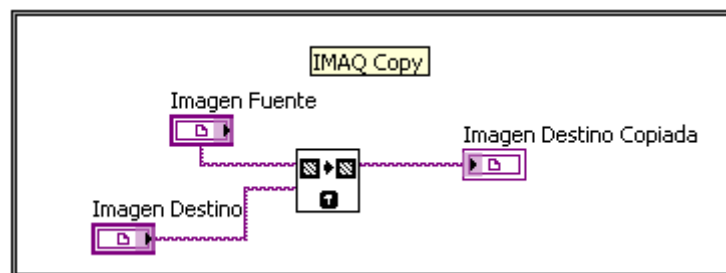 IMAQ Copy
Imagen Fuente
Imagen Destino Copiada
Imagen Destino
T